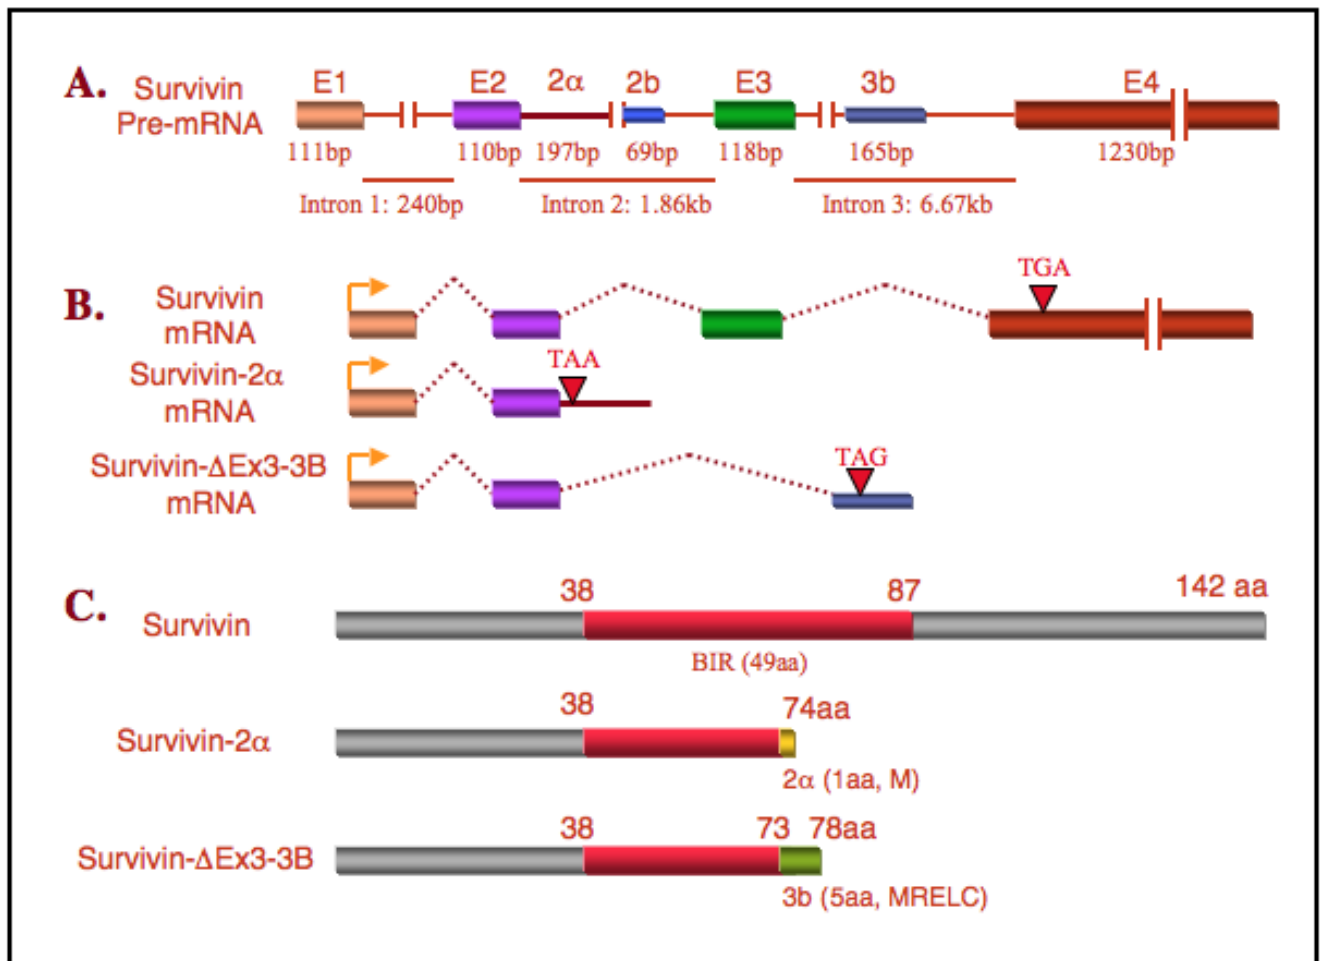 A.
Survivin
Pre-mRNA
E1 E2 2α 2b E3 3b E4
111bp 110bp 197bp 69bp 118bp 165bp 1230bp
Intron 1: 240bp Intron 2: 1.86kb Intron 3: 6.67kb
B.
Survivin
mRNA
TGA
Survivin-2α
mRNA
TAA
Survivin-ΔEx3-3B
mRNA
TAG
C.
Survivin
38 87 142 aa
BIR (49aa)
Survivin-2α
38 74aa
2α (1aa, M)
Survivin-ΔEx3-3B
38 73 78aa
3b (5aa, MRELC)